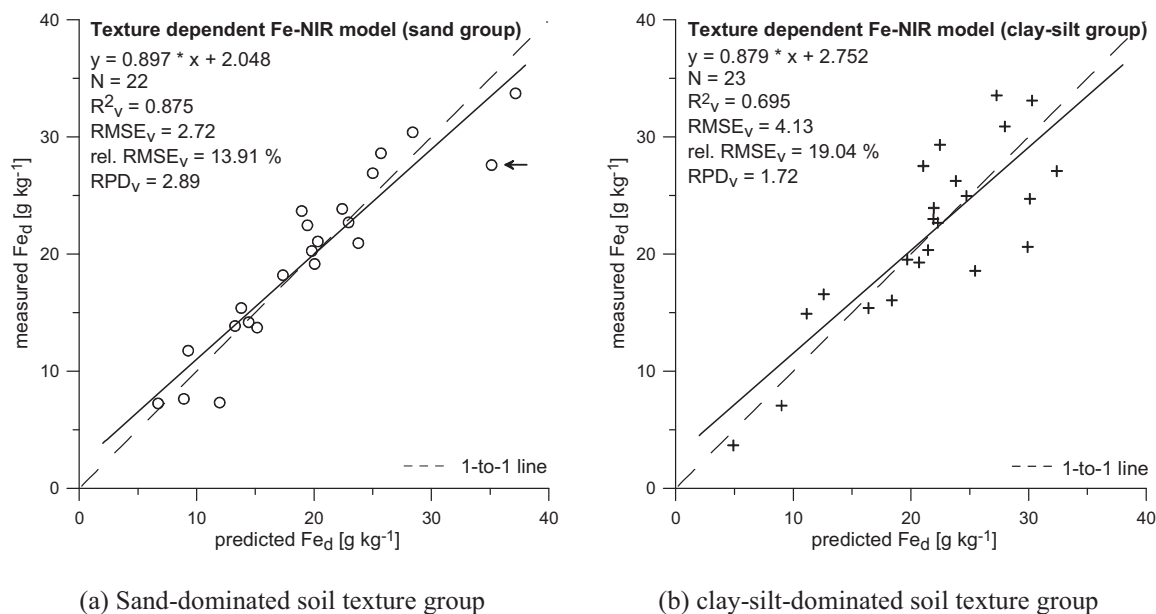 Texture dependent Fe-NIR model (sand group)
y = 0.897 * x + 2.048
N = 22
R²ᵥ = 0.875
RMSEᵥ = 2.72
rel. RMSEᵥ = 13.91 %
RPDᵥ = 2.89
measured Fe_d [g kg⁻¹]
40
30
20
10
0
1-to-1 line
0 10 20 30 40
predicted Fe_d [g kg⁻¹]
(a) Sand-dominated soil texture group
Texture dependent Fe-NIR model (clay-silt group)
y = 0.879 * x + 2.752
N = 23
R²ᵥ = 0.695
RMSEᵥ = 4.13
rel. RMSEᵥ = 19.04 %
RPDᵥ = 1.72
measured Fe_d [g kg⁻¹]
40
30
20
10
0
1-to-1 line
0 10 20 30 40
predicted Fe_d [g kg⁻¹]
(b) clay-silt-dominated soil texture group